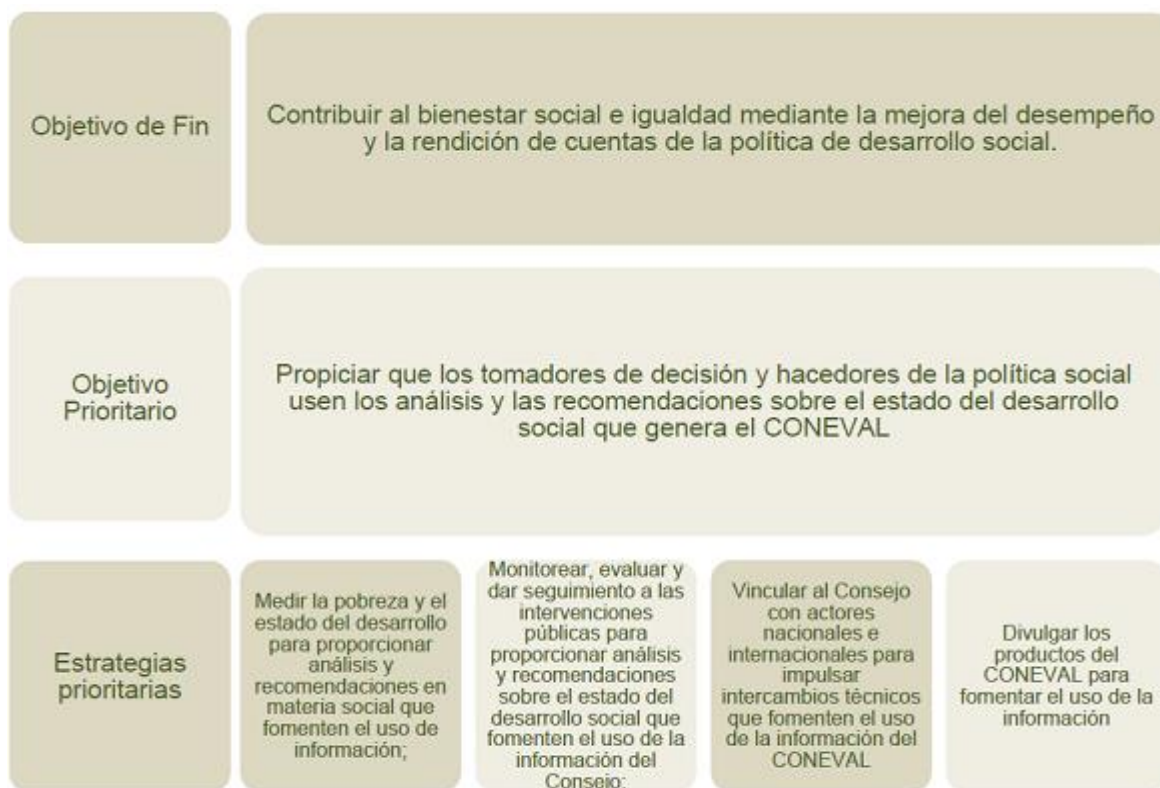 Objetivo de Fin
Contribuir al bienestar social e igualdad mediante la mejora del desempeño
y la rendición de cuentas de la política de desarrollo social.
Objetivo
Prioritario
Propiciar que los tomadores de decisión y hacedores de la política social
usen los análisis y las recomendaciones sobre el estado del desarrollo
social que genera el CONEVAL
Estrategias
prioritarias
Medir la pobreza y el
estado del desarrollo
para proporcionar
análisis y
recomendaciones en
materia social que
fomenten el uso de
información;
Monitorear, evaluar y
dar seguimiento a las
intervenciones
públicas para
proporcionar análisis
y recomendaciones
sobre el estado del
desarrollo social que
fomenten el uso de la
información del
Consejo;
Vincular al Consejo
con actores
nacionales e
internacionales para
impulsar
intercambios técnicos
que fomenten el uso
de la información del
CONEVAL
Divulgar los
productos del
CONEVAL para
fomentar el uso de la
información